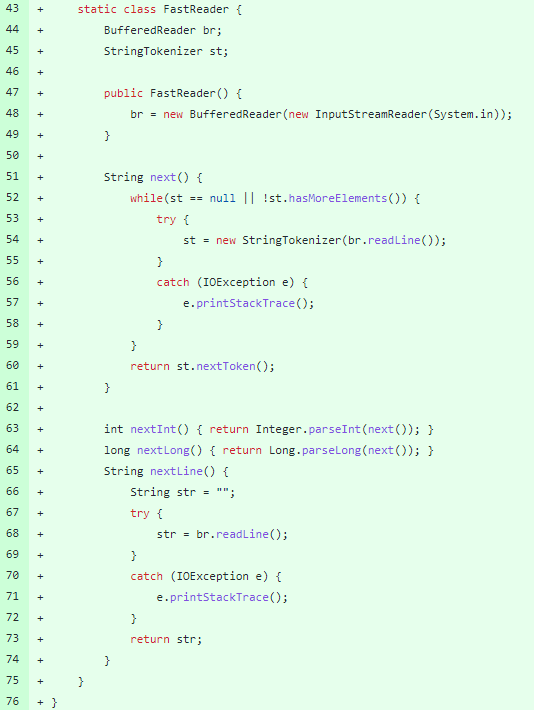 43 +     static class FastReader {
44 +         BufferedReader br;
45 +         StringTokenizer st;
46 +
47 +         public FastReader() {
48 +             br = new BufferedReader(new InputStreamReader(System.in));
49 +         }
50 +
51 +         String next() {
52 +             while(st == null || !st.hasMoreElements()) {
53 +                 try {
54 +                     st = new StringTokenizer(br.readLine());
55 +                 }
56 +                 catch (IOException e) {
57 +                     e.printStackTrace();
58 +                 }
59 +             }
60 +             return st.nextToken();
61 +         }
62 +
63 +         int nextInt() { return Integer.parseInt(next()); }
64 +         long nextLong() { return Long.parseLong(next()); }
65 +         String nextLine() {
66 +             String str = "";
67 +             try {
68 +                 str = br.readLine();
69 +             }
70 +             catch (IOException e) {
71 +                 e.printStackTrace();
72 +             }
73 +             return str;
74 +         }
75 +     }
76 + }